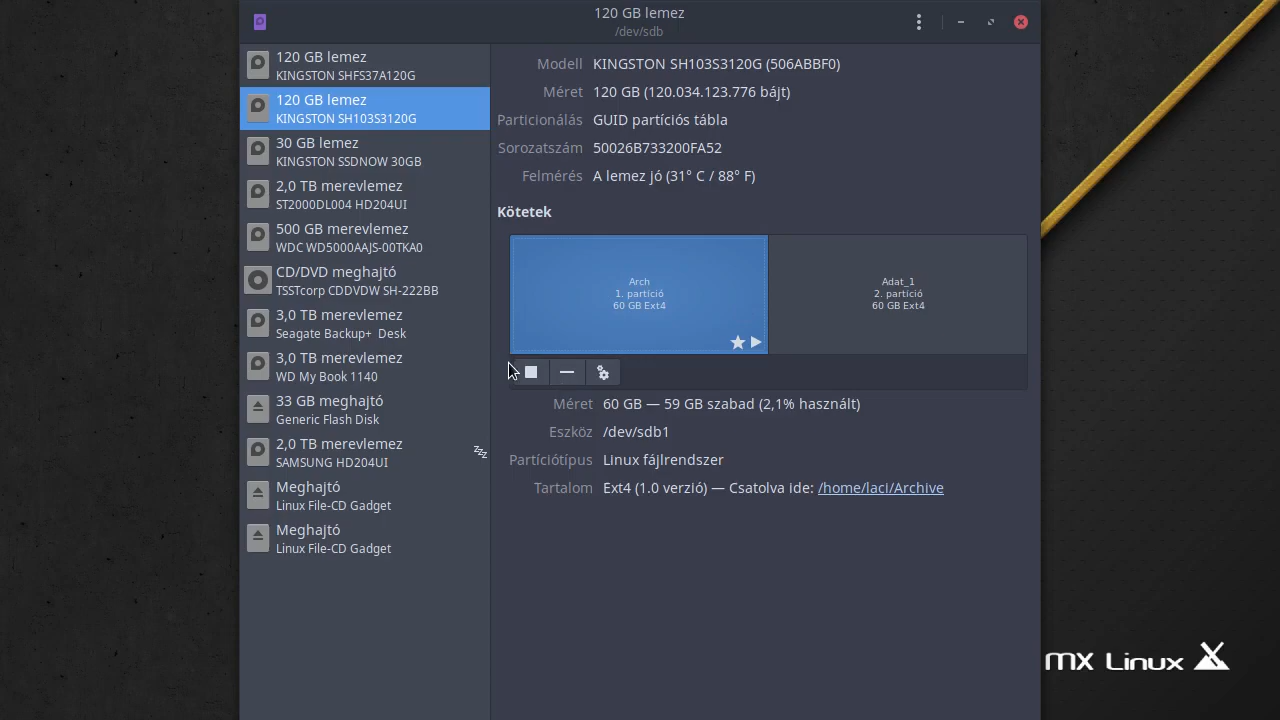 120 GB lemez
/dev/sdb
120 GB lemez
KINGSTON SHFS37A120G
120 GB lemez
KINGSTON SH103S3120G
30 GB lemez
KINGSTON SSDNOW 30GB
2,0 TB merevlemez
ST2000DL004 HD204UI
500 GB merevlemez
WDC WD5000AAJS-00TKA0
CD/DVD meghajtó
TSSTcorp CDDVDW SH-222BB
3,0 TB merevlemez
Seagate Backup+ Desk
3,0 TB merevlemez
WD My Book 1140
33 GB meghajtó
Generic Flash Disk
2,0 TB merevlemez
SAMSUNG HD204UI
zzz
Meghajtó
Linux File-CD Gadget
Meghajtó
Linux File-CD Gadget
Modell KINGSTON SH103S3120G (506ABBF0)
Méret 120 GB (120.034.123.776 bájt)
Particionálás GUID partíciós tábla
Sorozatszám 50026B733200FA52
Felmérés A lemez jó (31° C / 88° F)
Kötetek
Arch
1. partíció
60 GB Ext4
Adat_1
2. partíció
60 GB Ext4
Méret 60 GB — 59 GB szabad (2,1% használt)
Eszköz /dev/sdb1
Partíciótípus Linux fájlrendszer
Tartalom Ext4 (1.0 verzió) — Csatolva ide: /home/laci/Archive
MX Linux